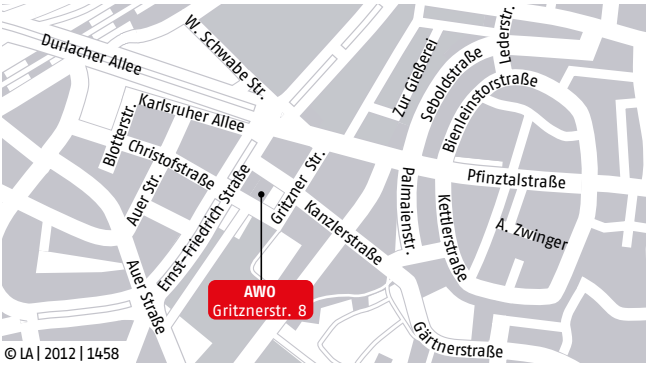 Durlacher Allee
W. Schwabe Str.
Zur Gießerei
Seboldstraße
Lederstr.
Bienleinstorstraße
Karlsruher Allee
Blotterstr.
Christofstraße
Auer Str.
Ernst-Friedrich Straße
Gritzner Str.
Kanzlerstraße
Palmaienstr.
Kettlerstraße
Pfinztalstraße
A. Zwinger
Auer Straße
AWO
Gritznerstr. 8
Gärtnerstraße
© LA | 2012 | 1458